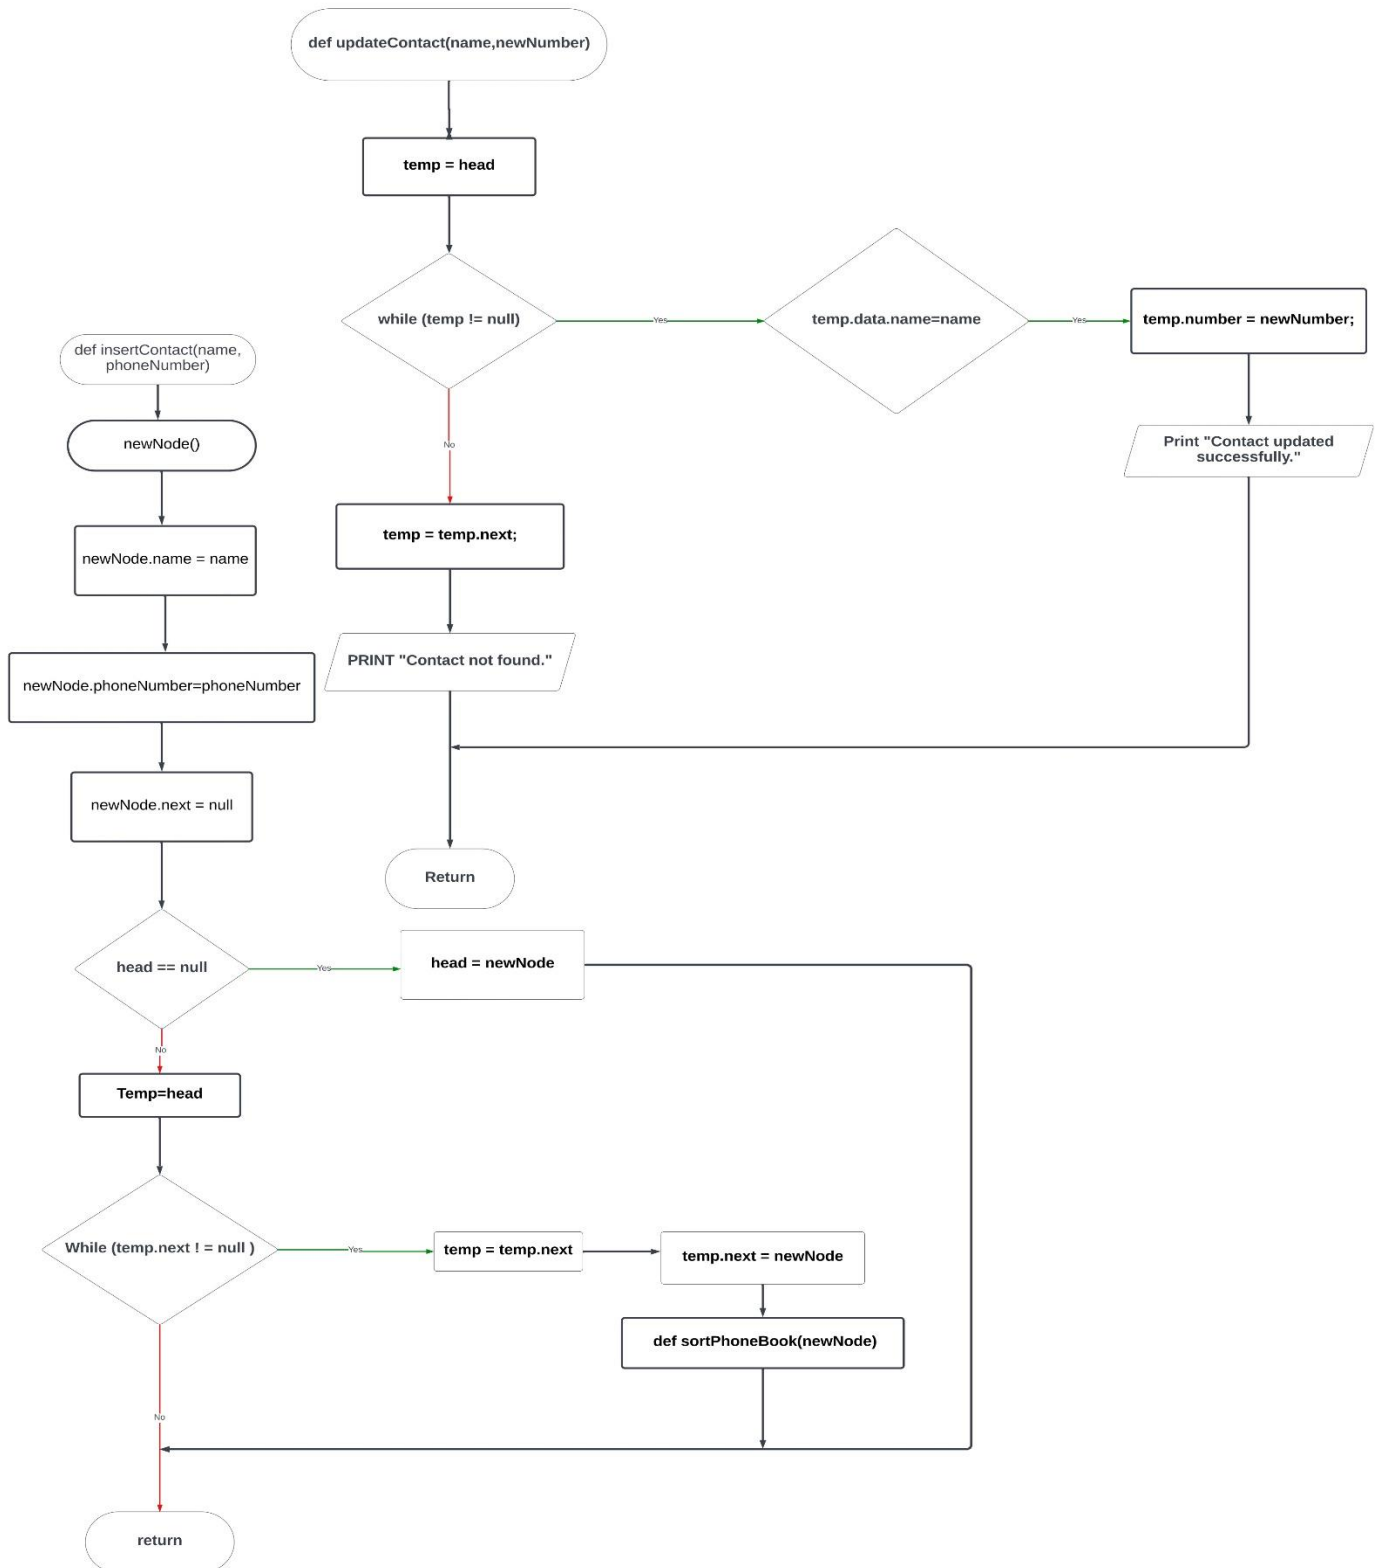 def updateContact(name,newNumber)
temp = head
while (temp != null)
Yes
temp.data.name=name
Yes
temp.number = newNumber;
Print "Contact updated
successfully."
No
temp = temp.next;
PRINT "Contact not found."
Return
def insertContact(name,
phoneNumber)
newNode()
newNode.name = name
newNode.phoneNumber=phoneNumber
newNode.next = null
head == null
Yes
head = newNode
No
Temp=head
While (temp.next ! = null )
Yes
temp = temp.next
temp.next = newNode
def sortPhoneBook(newNode)
No
return